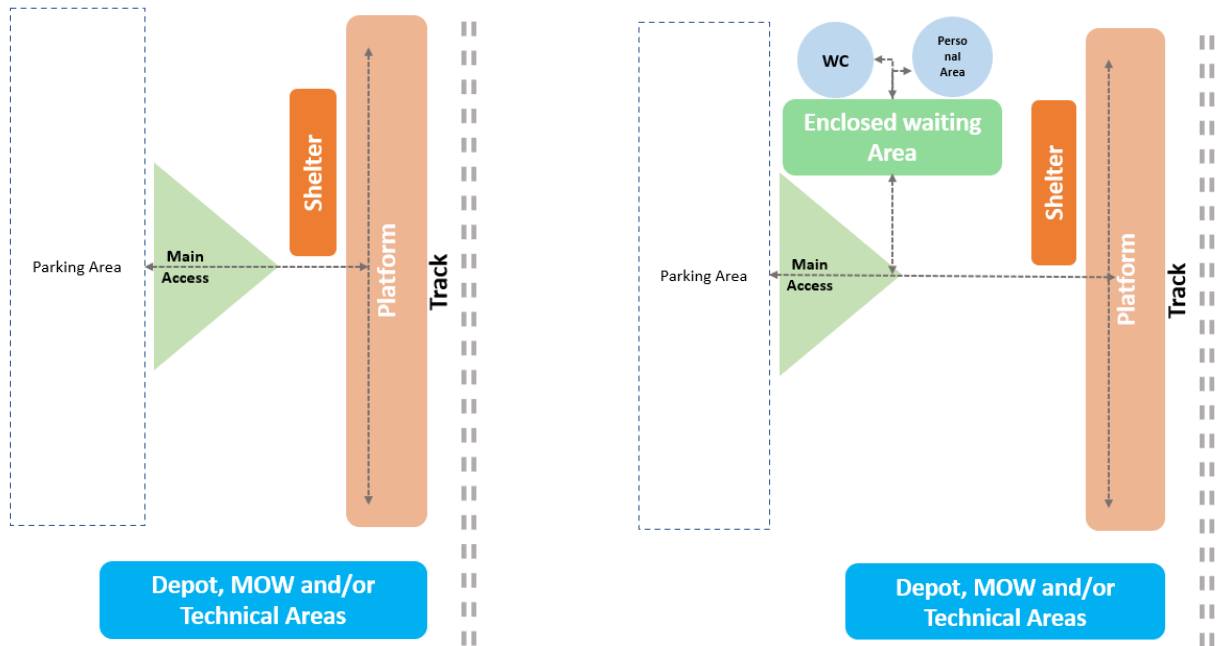 Parking Area
Main
Access
Shelter
Platform
Track
Depot, MOW and/or
Technical Areas
WC
Perso
nal
Area
Enclosed waiting
Area
Parking Area
Main
Access
Shelter
Platform
Track
Depot, MOW and/or
Technical Areas